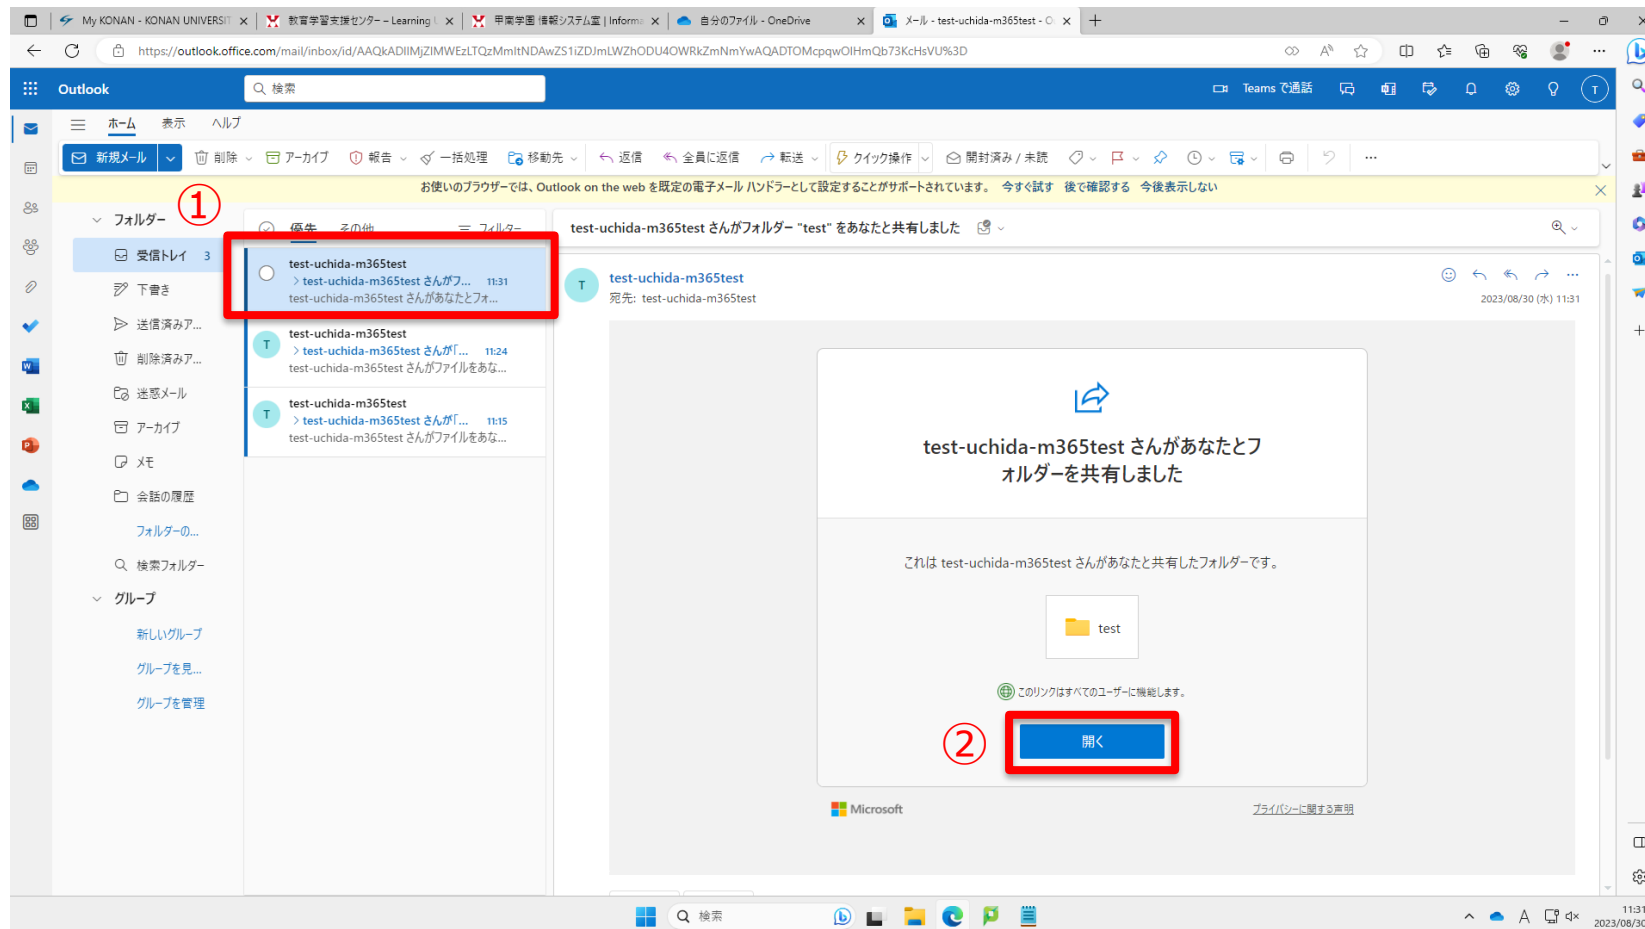 My KONAN - KONAN UNIVERSIT
教育学習支援センター – Learning
甲南学園 情報システム室 | Informa
自分のファイル - OneDrive
メール - test-uchida-m365test - O
https://outlook.office.com/mail/inbox/id/AAQkADIIMjZIMWEzLTQzMmItNDAwZS1iZDJmLWZhODU4OWRkZmNmYwAQADTOMcpqwOIHmQb73KcHsVU%3D
Outlook
検索
Teams で通話
T
ホーム 表示 ヘルプ
新規メール 削除 アーカイブ 報告 一括処理 移動先 返信 全員に返信 転送 クイック操作 開封済み / 未読
お使いのブラウザーでは、Outlook on the web を既定の電子メール ハンドラーとして設定することがサポートされています。 今すぐ試す 後で確認する 今後表示しない
①
フォルダー
受信トレイ 3
下書き
送信済みア...
削除済みア...
迷惑メール
アーカイブ
メモ
会話の履歴
フォルダーの...
検索フォルダー
グループ
新しいグループ
グループを見...
グループを管理
優先 その他 フィルター
test-uchida-m365test
test-uchida-m365test さんがフ... 11:31
test-uchida-m365test さんがあなたとフォ...
T
test-uchida-m365test
test-uchida-m365test さんが「... 11:24
test-uchida-m365test さんがファイルをあな...
T
test-uchida-m365test
test-uchida-m365test さんが「... 11:15
test-uchida-m365test さんがファイルをあな...
test-uchida-m365test さんがフォルダー "test" をあなたと共有しました
T
test-uchida-m365test
宛先: test-uchida-m365test
2023/08/30 (水) 11:31
test-uchida-m365test さんがあなたとフ
ォルダーを共有しました
これは test-uchida-m365test さんがあなたと共有したフォルダーです。
test
このリンクはすべてのユーザーに機能します。
②
開く
Microsoft
プライバシーに関する声明
検索
A
11:31
2023/08/30